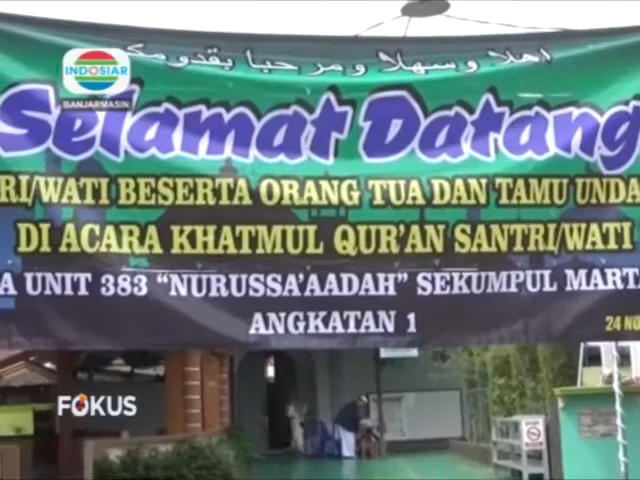 اهلا وسهلا ومرحبا بقدومكم
INDOSIAR
BANJARMASIN
Selamat Datang
RI/WATI BESERTA ORANG TUA DAN TAMU UNDA
DI ACARA KHATMUL QUR'AN SANTRI/WATI
A UNIT 383 "NURUSSA'AADAH" SEKUMPUL MARTA
ANGKATAN 1
24 NO
FOKUS